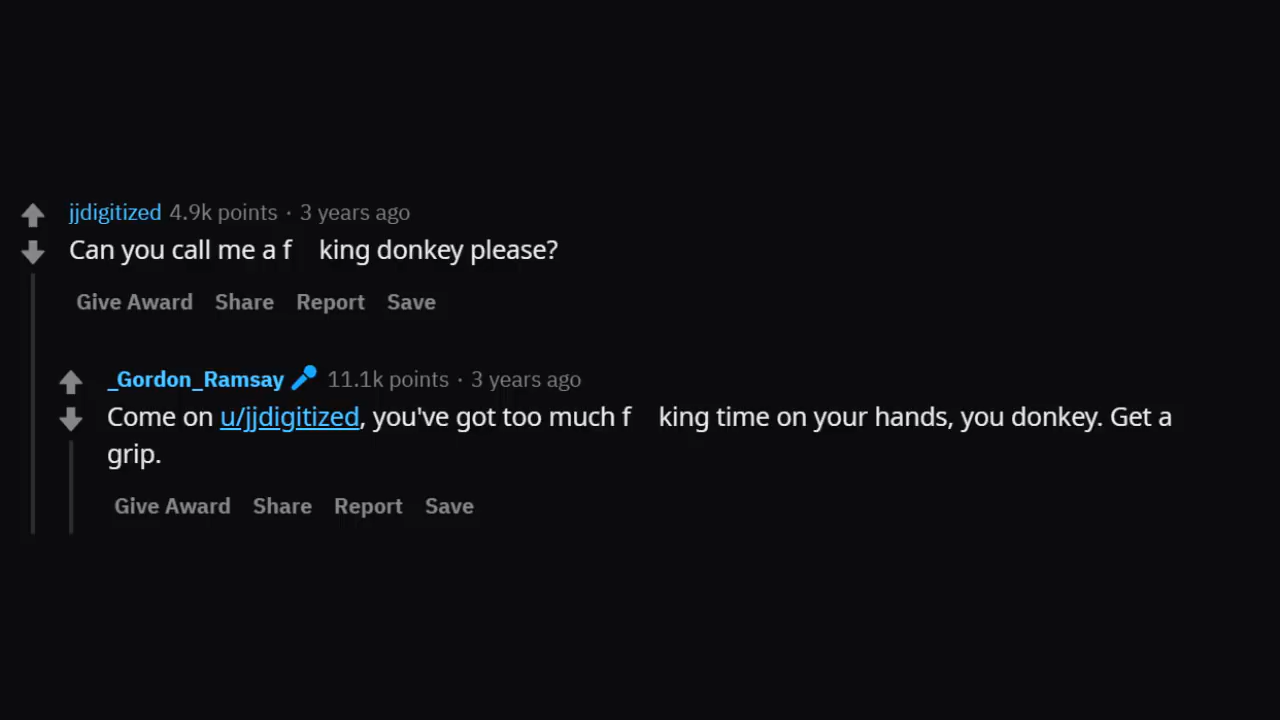 jjdigitized 4.9k points · 3 years ago
Can you call me a f king donkey please?
Give Award Share Report Save
_Gordon_Ramsay 11.1k points · 3 years ago
Come on u/jjdigitized, you've got too much f king time on your hands, you donkey. Get a
grip.
Give Award Share Report Save